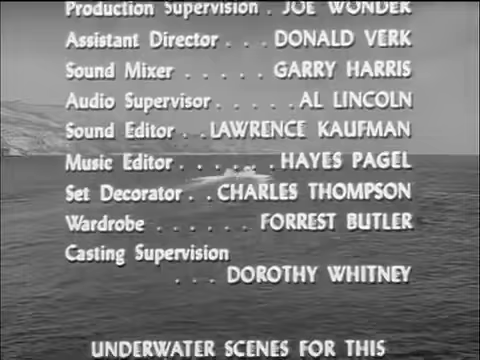 Production Supervision . JOE WONDER
Assistant Director . . . DONALD VERK
Sound Mixer . . . . . GARRY HARRIS
Audio Supervisor . . . . . AL LINCOLN
Sound Editor . . LAWRENCE KAUFMAN
Music Editor . . . . . . HAYES PAGEL
Set Decorator . . CHARLES THOMPSON
Wardrobe . . . . . . FORREST BUTLER
Casting Supervision
. . . DOROTHY WHITNEY
UNDERWATER SCENES FOR THIS